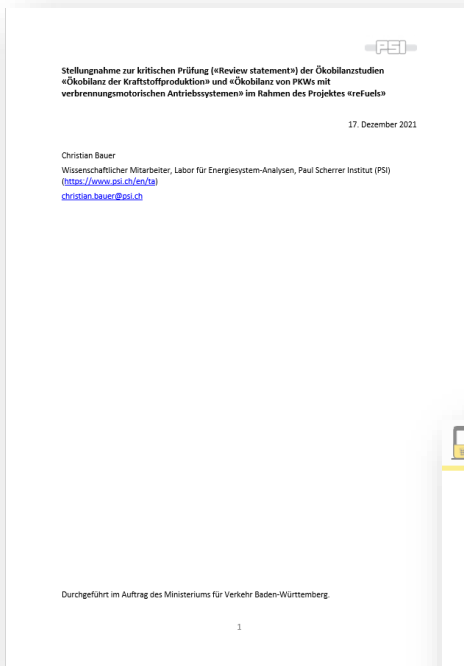 PSI
Stellungnahme zur kritischen Prüfung («Review statement») der Ökobilanzstudien
«Ökobilanz der Kraftstoffproduktion» und «Ökobilanz von PKWs mit
verbrennungsmotorischen Antriebssystemen» im Rahmen des Projektes «reFuels»
17. Dezember 2021
Christian Bauer
Wissenschaftlicher Mitarbeiter, Labor für Energiesystem-Analysen, Paul Scherrer Institut (PSI)
(https://www.psi.ch/en/ta)
christian.bauer@psi.ch
Durchgeführt im Auftrag des Ministeriums für Verkehr Baden-Württemberg.
1